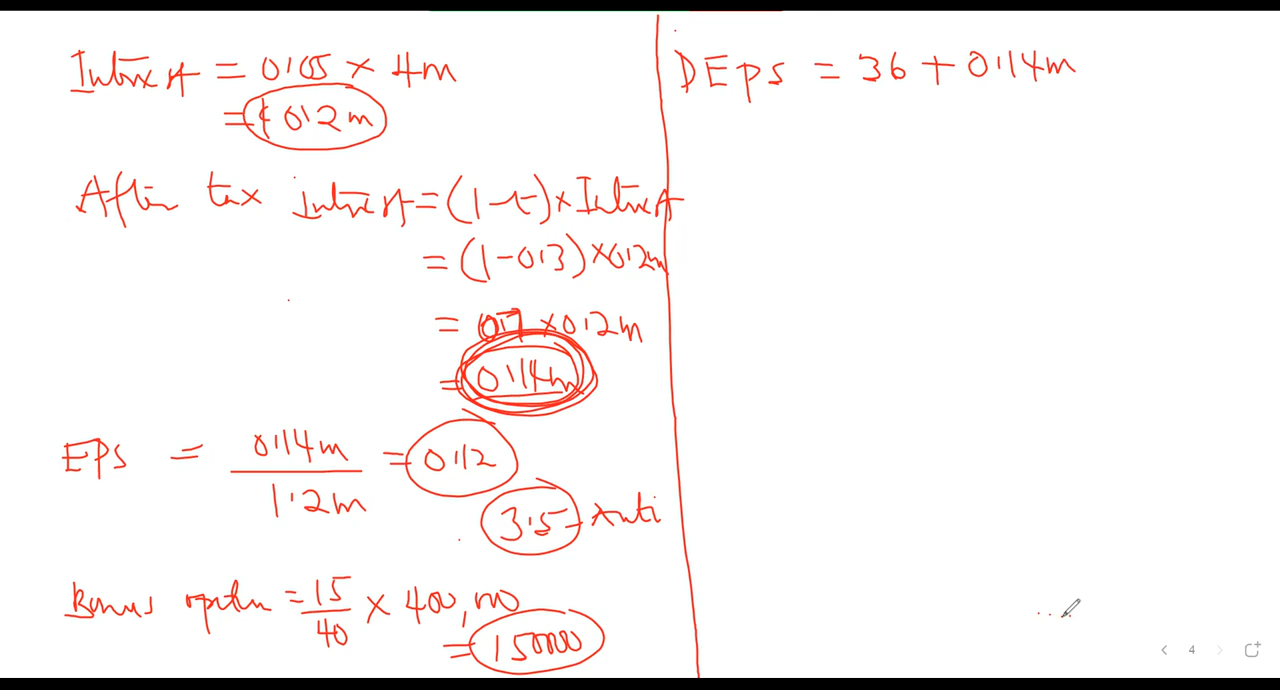 Interest = 0.05 × 4m
= € 0.2m
After tax interest = (1-t) × Interest
= (1-0.3) × 0.2m
= 0.7 × 0.2m
= 0.14m
EPS = 0.14m / 1.2m = 0.12
3.5 - Anti
Bonus option = 15/40 × 400,000
= 150000
DEPS = 36 + 0.14m
4